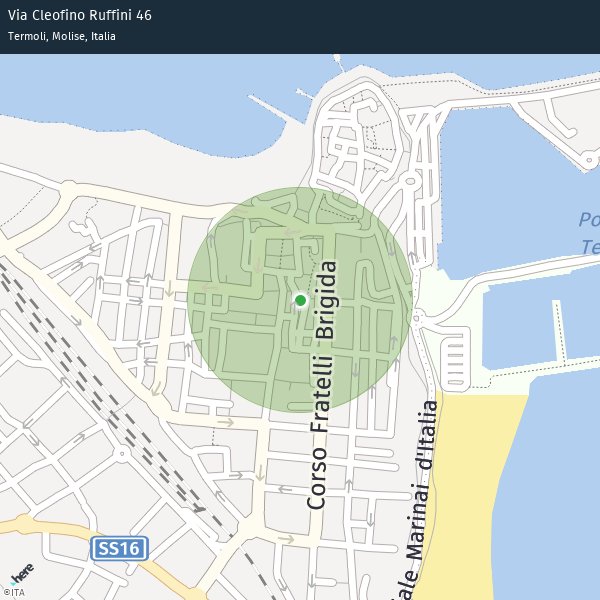 Via Cleofino Ruffini 46
Termoli, Molise, Italia
Po
Te
Corso Fratelli Brigida
ale Marinai d'Italia
SS16
here
©ITA